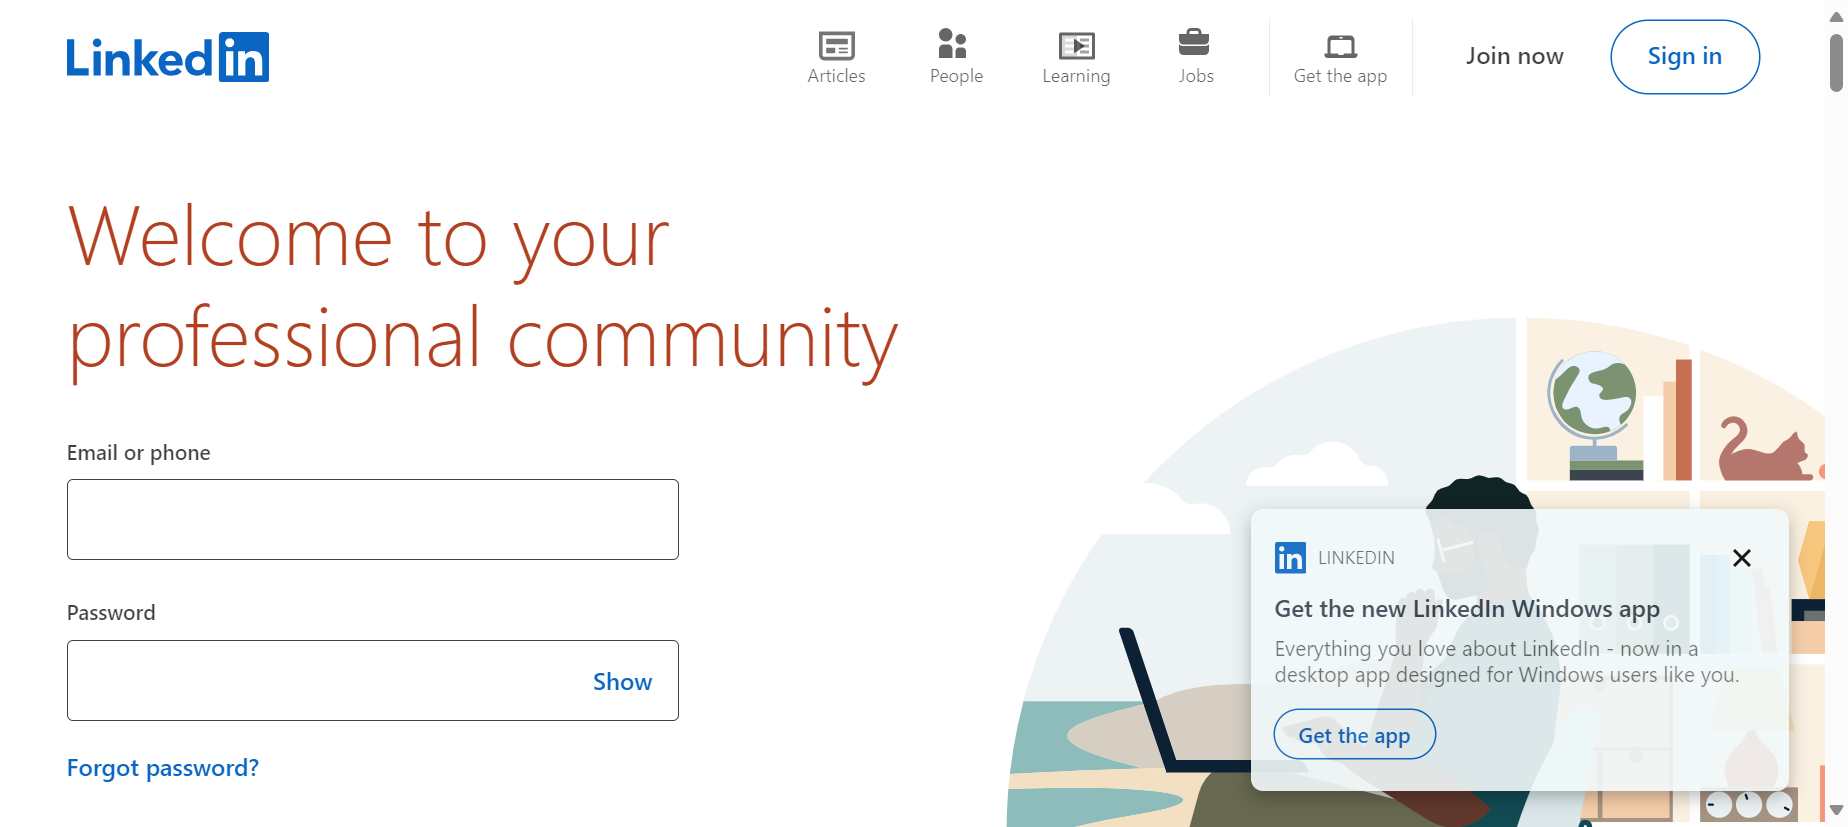 Linkedin
Articles
People
Learning
Jobs
Get the app
Join now
Sign in
Welcome to your
professional community
Email or phone
Password
Show
Forgot password?
in LINKEDIN
Get the new LinkedIn Windows app
Everything you love about LinkedIn - now in a
desktop app designed for Windows users like you.
Get the app